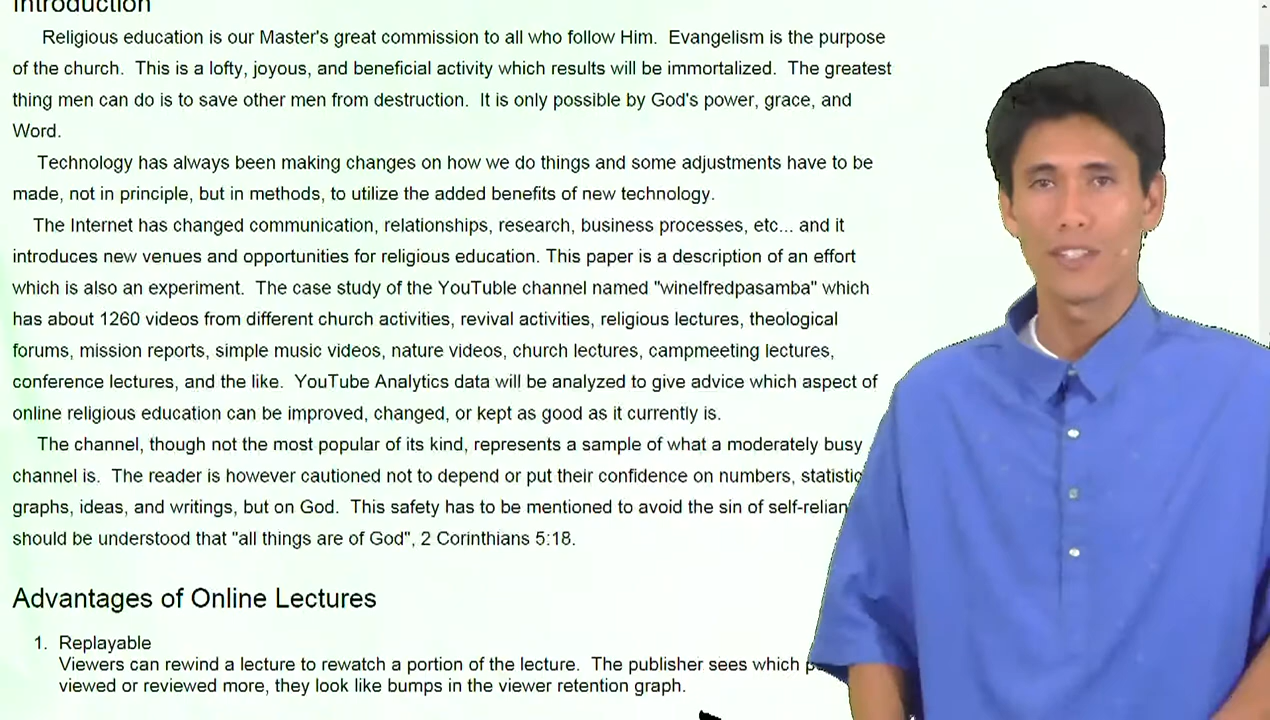 Introduction
Religious education is our Master's great commission to all who follow Him. Evangelism is the purpose
of the church. This is a lofty, joyous, and beneficial activity which results will be immortalized. The greatest
thing men can do is to save other men from destruction. It is only possible by God's power, grace, and
Word.
Technology has always been making changes on how we do things and some adjustments have to be
made, not in principle, but in methods, to utilize the added benefits of new technology.
The Internet has changed communication, relationships, research, business processes, etc... and it
introduces new venues and opportunities for religious education. This paper is a description of an effort
which is also an experiment. The case study of the YouTuble channel named "winelfredpasamba" which
has about 1260 videos from different church activities, revival activities, religious lectures, theological
forums, mission reports, simple music videos, nature videos, church lectures, campmeeting lectures,
conference lectures, and the like. YouTube Analytics data will be analyzed to give advice which aspect of
online religious education can be improved, changed, or kept as good as it currently is.
The channel, though not the most popular of its kind, represents a sample of what a moderately busy
channel is. The reader is however cautioned not to depend or put their confidence on numbers,
graphs, ideas, and writings, but on God. This safety has to be mentioned to avoid the sin of
should be understood that "all things are of God", 2 Corinthians 5:18.
Advantages of Online Lectures
1. Replayable
Viewers can rewind a lecture to rewatch a portion of the lecture. The publisher sees which
viewed or reviewed more, they look like bumps in the viewer retention graph.